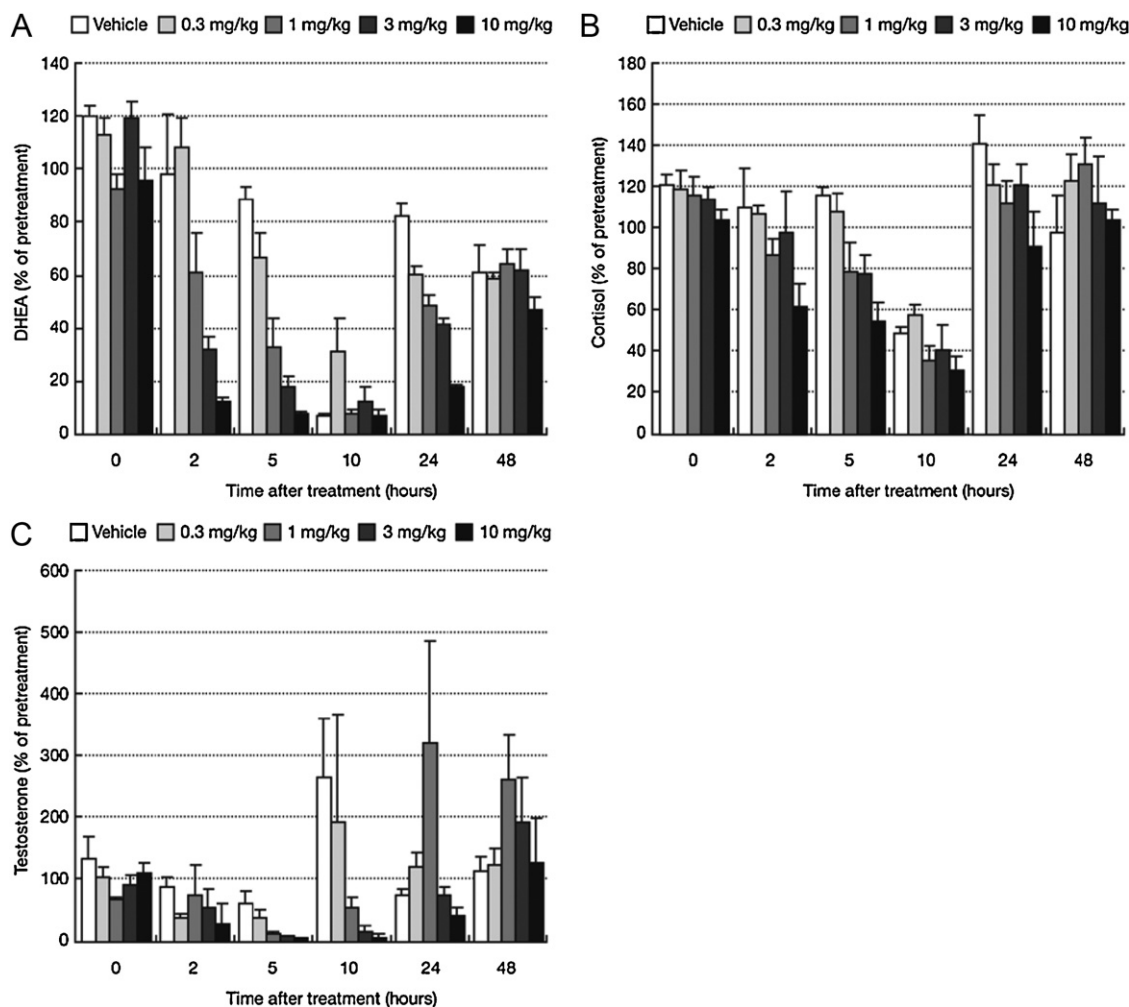 A
Vehicle 0.3 mg/kg 1 mg/kg 3 mg/kg 10 mg/kg
DHEA (% of pretreatment)
140
120
100
80
60
40
20
0
0 2 5 10 24 48
Time after treatment (hours)
B
Vehicle 0.3 mg/kg 1 mg/kg 3 mg/kg 10 mg/kg
Cortisol (% of pretreatment)
180
160
140
120
100
80
60
40
20
0
0 2 5 10 24 48
Time after treatment (hours)
C
Vehicle 0.3 mg/kg 1 mg/kg 3 mg/kg 10 mg/kg
Testosterone (% of pretreatment)
600
500
400
300
200
100
0
0 2 5 10 24 48
Time after treatment (hours)